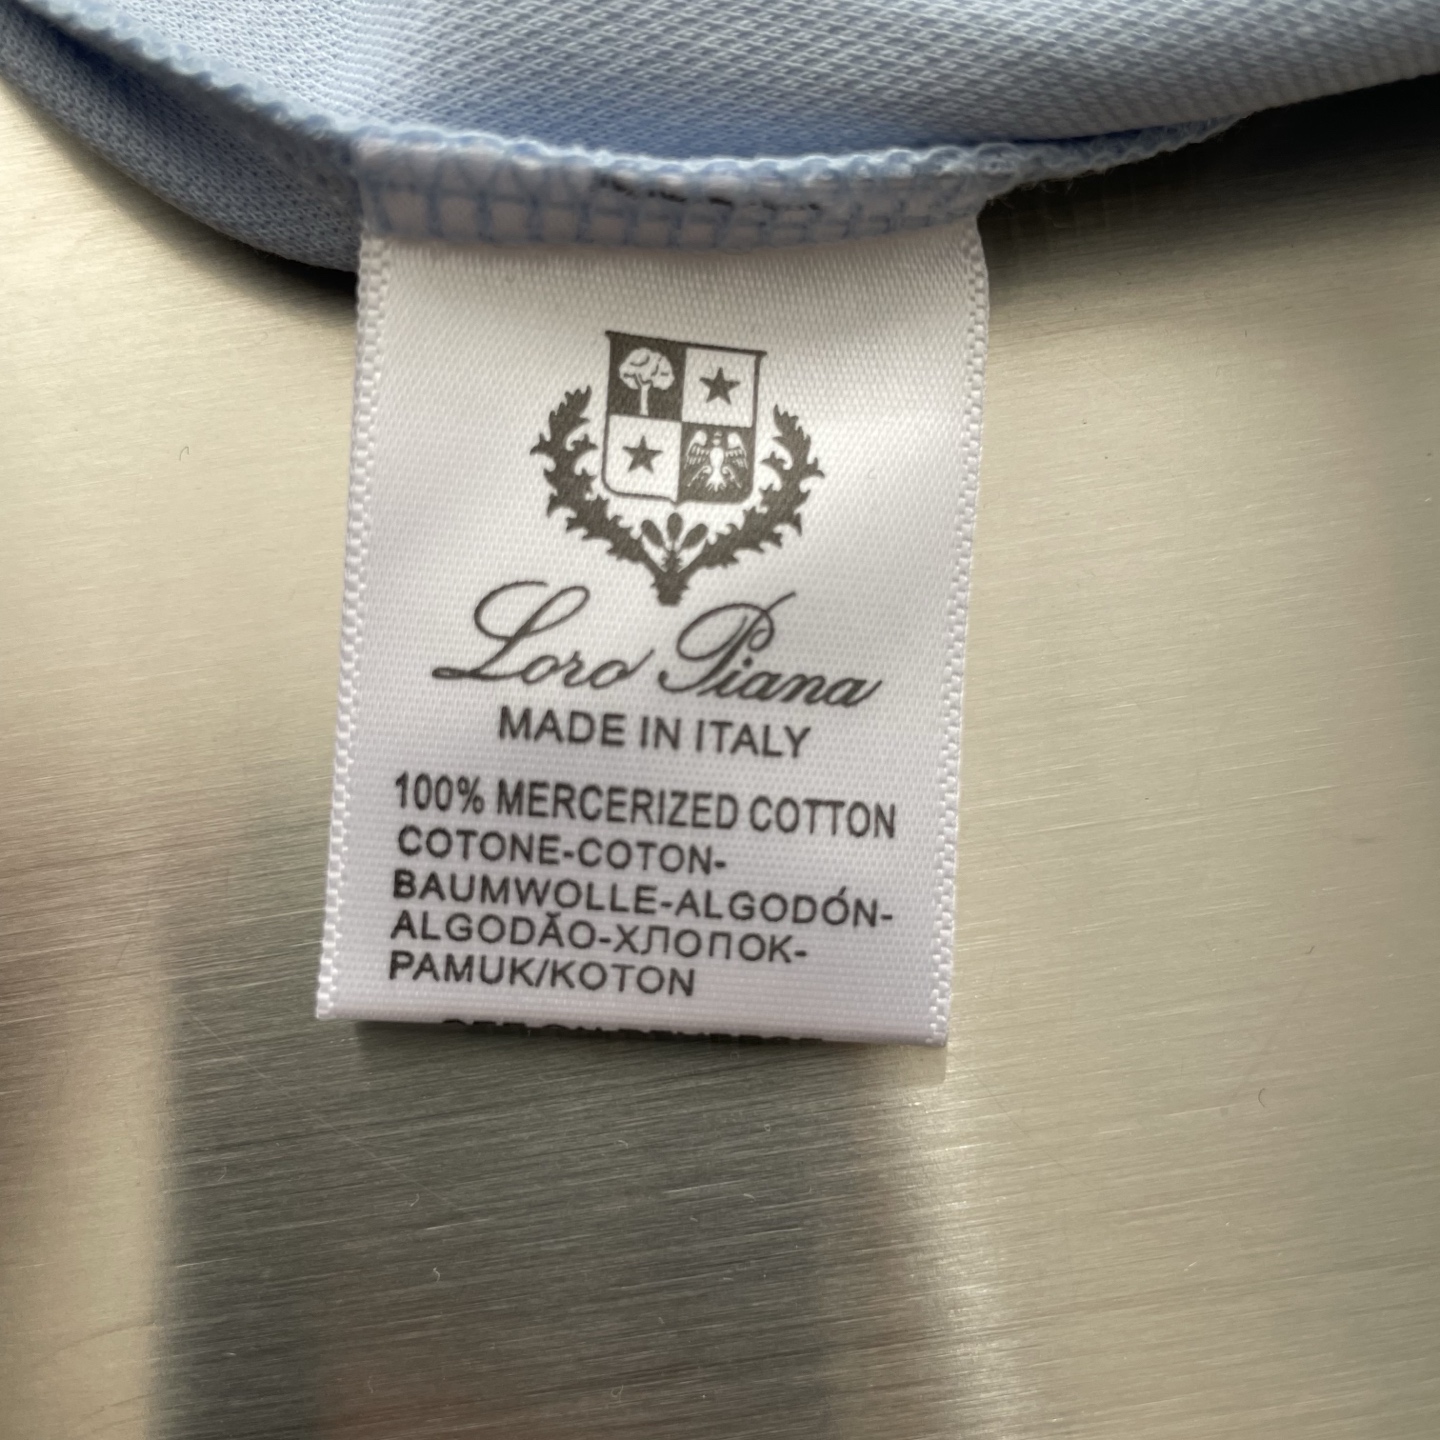 Loro Piana
MADE IN ITALY
100% MERCERIZED COTTON
COTONE-COTON-
BAUMWOLLE-ALGODÓN-
ALGODÃO-ХЛОПОК-
PAMUK/KOTON